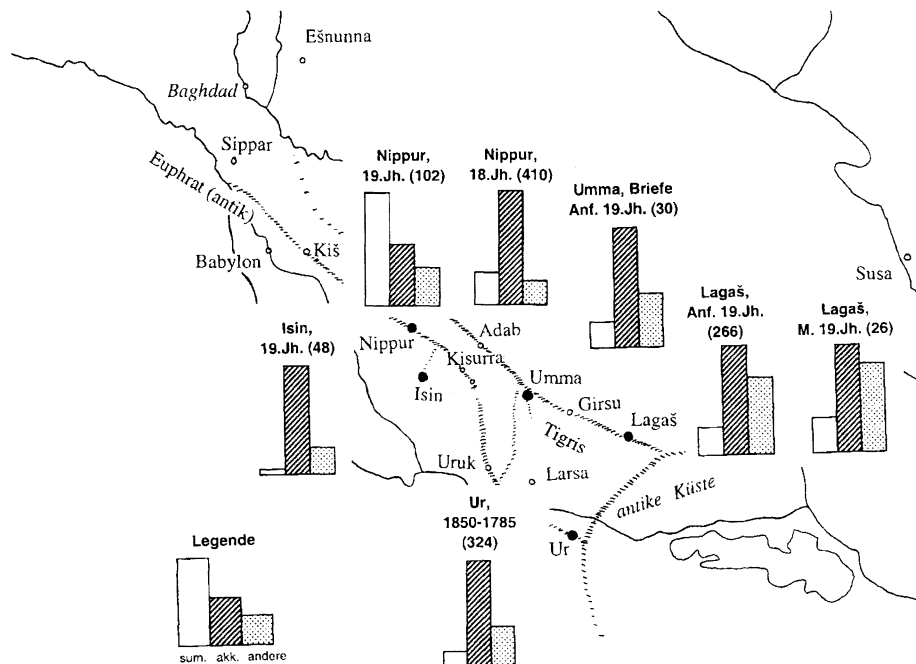 Ešnunna
Baghdad
Sippar
Euphrat (antik)
Kiš
Babylon
Nippur,
19.Jh. (102)
Nippur,
18.Jh. (410)
Umma, Briefe
Anf. 19.Jh. (30)
Susa
Lagaš,
Anf. 19.Jh.
(266)
Lagaš,
M. 19.Jh. (26)
Isin,
19.Jh. (48)
Nippur
Adab
Kisurra
Isin
Umma
Girsu
Lagaš
Tigris
Uruk
Larsa
antike Küste
Ur,
1850-1785
(324)
Ur
Legende
sum. akk. andere